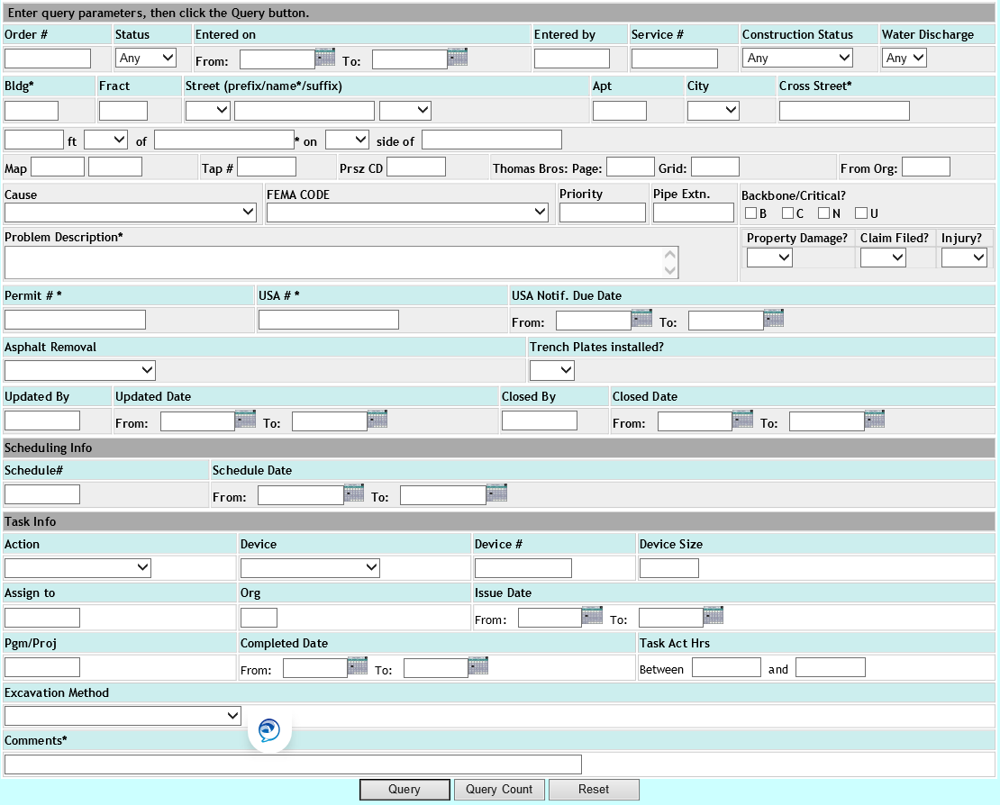 Enter query parameters, then click the Query button.
Order # Status Entered on Entered by Service # Construction Status Water Discharge
Any From: To: Any Any
Bldg* Fract Street (prefix/name*/suffix) Apt City Cross Street*
ft of * on side of
Map Tap # Prsz CD Thomas Bros: Page: Grid: From Org:
Cause FEMA CODE Priority Pipe Extn. Backbone/Critical?
B C N U
Problem Description* Property Damage? Claim Filed? Injury?
Permit # * USA # * USA Notif. Due Date
From: To:
Asphalt Removal Trench Plates installed?
Updated By Updated Date Closed By Closed Date
From: To: From: To:
Scheduling Info
Schedule# Schedule Date
From: To:
Task Info
Action Device Device # Device Size
Assign to Org Issue Date
From: To:
Pgm/Proj Completed Date Task Act Hrs
From: To: Between and
Excavation Method
Comments*
Query Query Count Reset